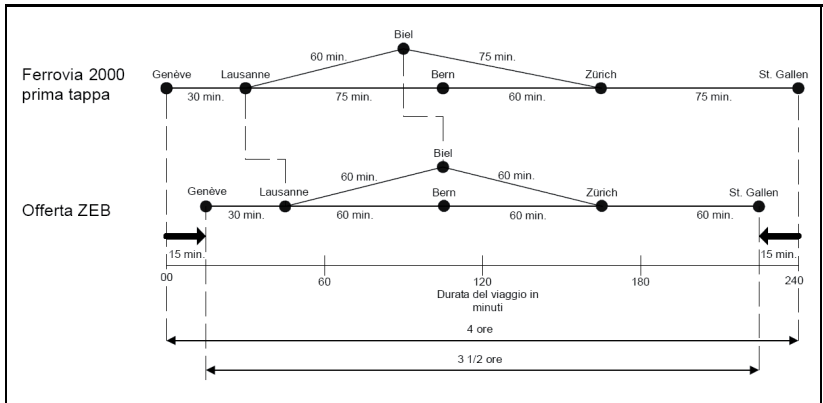 Biel
60 min.
75 min.
Ferrovia 2000
prima tappa
Genève
Lausanne
Bern
Zürich
St. Gallen
30 min.
75 min.
60 min.
75 min.
Biel
60 min.
60 min.
Offerta ZEB
Genève
Lausanne
Bern
Zürich
St. Gallen
30 min.
60 min.
60 min.
60 min.
15 min.
15 min.
00
60
120
180
240
Durata del viaggio in
minuti
4 ore
3 1/2 ore